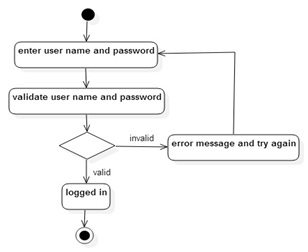 enter user name and password
validate user name and password
invalid
error message and try again
valid
logged in